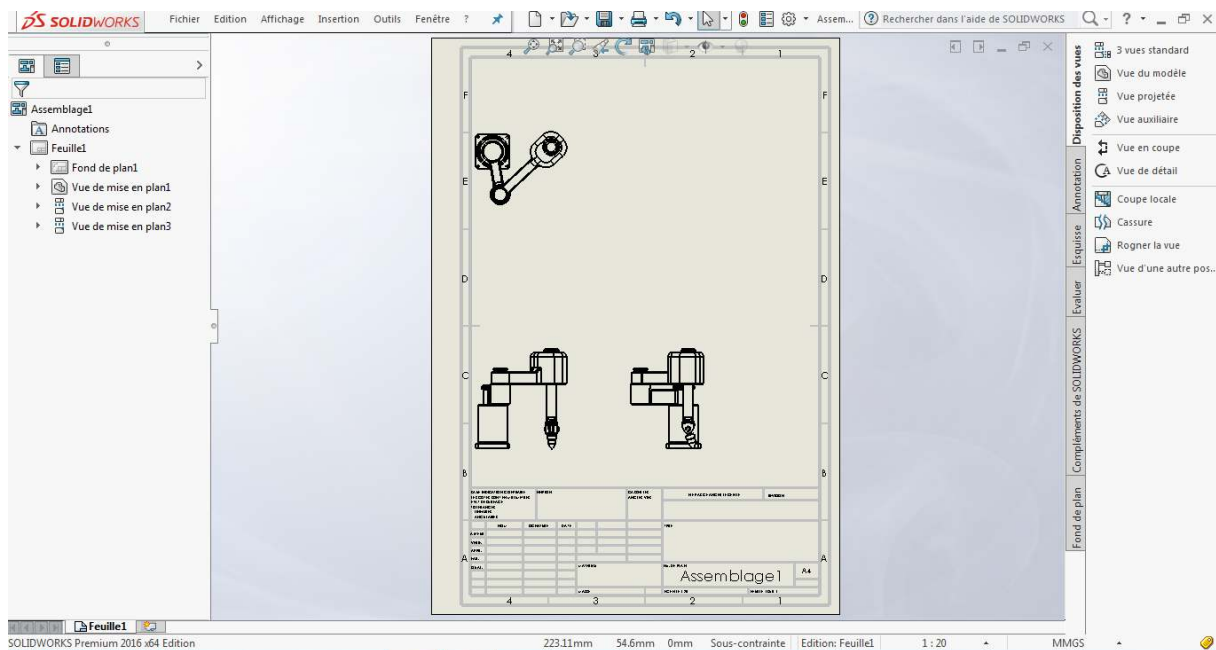 SOLIDWORKS Fichier Edition Affichage Insertion Outils Fenêtre ? Assem... Rechercher dans l'aide de SOLIDWORKS
Assemblage1
Annotations
Feuille1
Fond de plan1
Vue de mise en plan1
Vue de mise en plan2
Vue de mise en plan3
4 3 2 1
F F
E E
D D
C C
B B
A A
Assemblage1
A4
4 3 2 1
Disposition des vues
Annotation
Esquisse
Evaluer
Compléments de SOLIDWORKS
Fond de plan
3 vues standard
Vue du modèle
Vue projetée
Vue auxiliaire
Vue en coupe
Vue de détail
Coupe locale
Cassure
Rogner la vue
Vue d'une autre pos..
Feuille1
SOLIDWORKS Premium 2016 x64 Edition 223.11mm 54.6mm 0mm Sous-contrainte Edition: Feuille1 1 : 20 MMGS